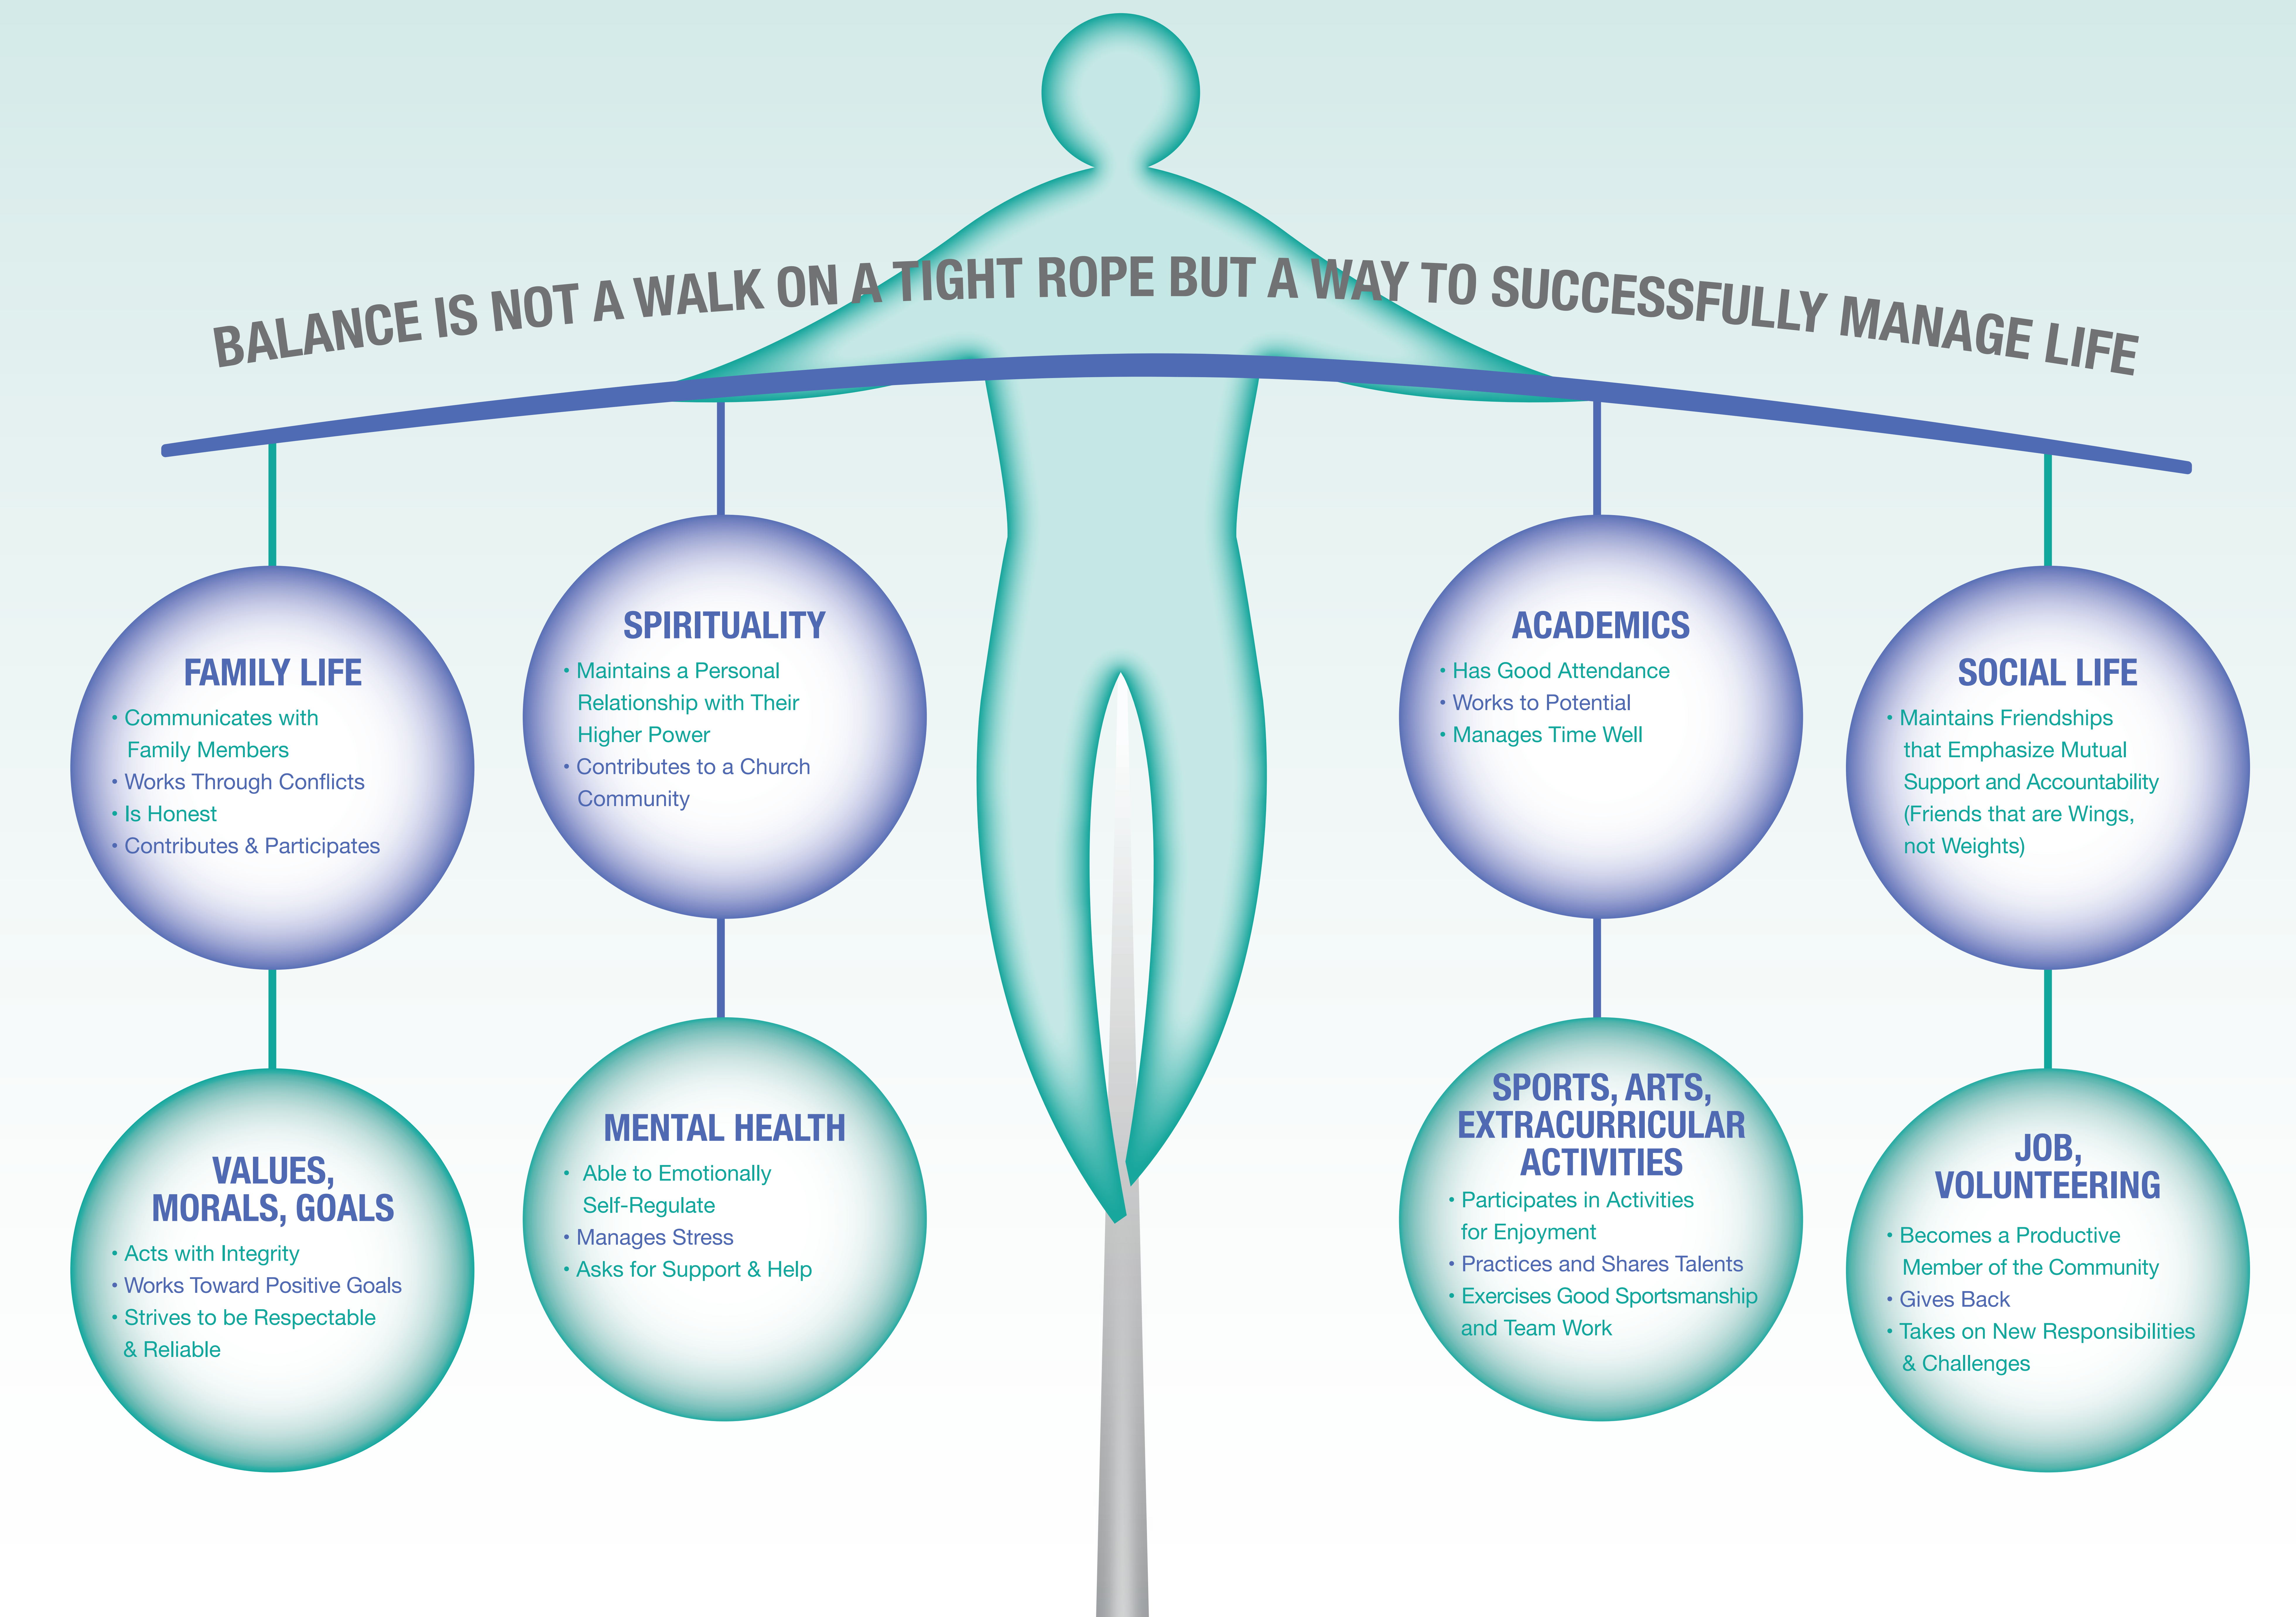 BALANCE IS NOT A WALK ON A TIGHT ROPE BUT A WAY TO SUCCESSFULLY MANAGE LIFE
FAMILY LIFE
• Communicates with
Family Members
• Works Through Conflicts
• Is Honest
• Contributes & Participates
SPIRITUALITY
• Maintains a Personal
Relationship with Their
Higher Power
• Contributes to a Church
Community
ACADEMICS
• Has Good Attendance
• Works to Potential
• Manages Time Well
SOCIAL LIFE
• Maintains Friendships
that Emphasize Mutual
Support and Accountability
(Friends that are Wings,
not Weights)
VALUES,
MORALS, GOALS
• Acts with Integrity
• Works Toward Positive Goals
• Strives to be Respectable
& Reliable
MENTAL HEALTH
• Able to Emotionally
Self-Regulate
• Manages Stress
• Asks for Support & Help
SPORTS, ARTS,
EXTRACURRICULAR
ACTIVITIES
• Participates in Activities
for Enjoyment
• Practices and Shares Talents
• Exercises Good Sportsmanship
and Team Work
JOB,
VOLUNTEERING
• Becomes a Productive
Member of the Community
• Gives Back
• Takes on New Responsibilities
& Challenges